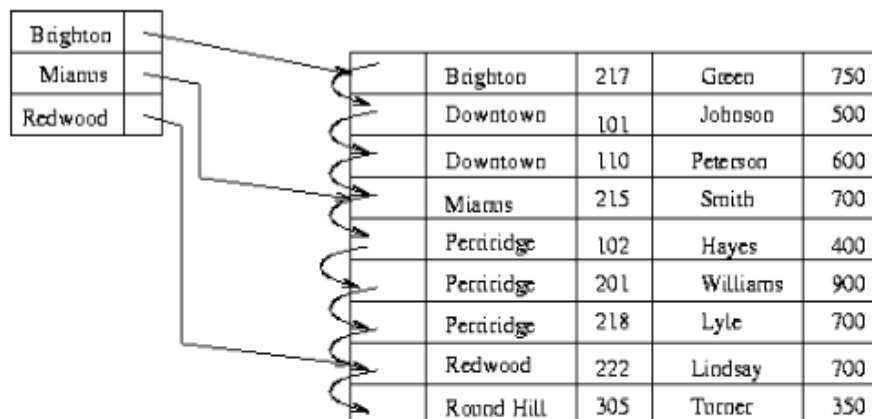 Brighton
Mianus
Redwood
Brighton 217 Green 750
Downtown 101 Johnson 500
Downtown 110 Peterson 600
Mianus 215 Smith 700
Perriridge 102 Hayes 400
Perriridge 201 Williams 900
Perriridge 218 Lyle 700
Redwood 222 Lindsay 700
Round Hill 305 Turner 350